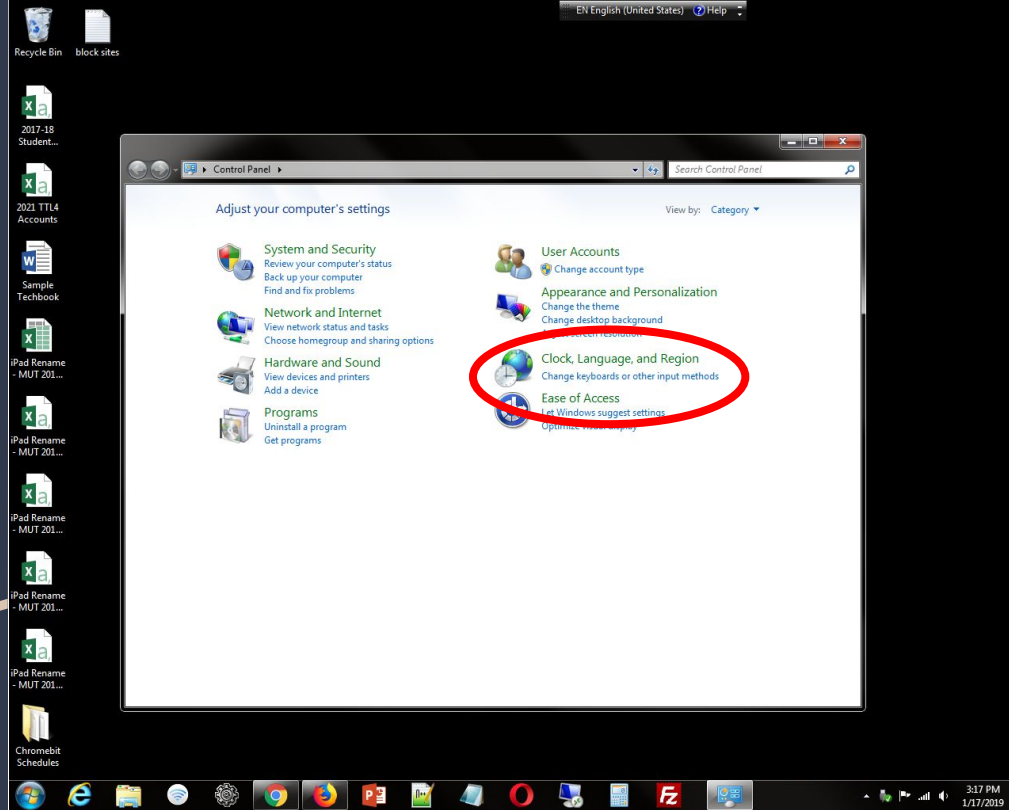 EN English (United States) Help
Recycle Bin
block sites
2017-18
Student...
2021 TTL4
Accounts
Sample
Techbook
iPad Rename
- MUT 201...
iPad Rename
- MUT 201...
iPad Rename
- MUT 201...
iPad Rename
- MUT 201...
iPad Rename
- MUT 201...
Chromebit
Schedules
Control Panel
Search Control Panel
Adjust your computer's settings
View by: Category
System and Security
Review your computer's status
Back up your computer
Find and fix problems
Network and Internet
View network status and tasks
Choose homegroup and sharing options
Hardware and Sound
View devices and printers
Add a device
Programs
Uninstall a program
Get programs
User Accounts
Change account type
Appearance and Personalization
Change the theme
Change desktop background
Adjust screen resolution
Clock, Language, and Region
Change keyboards or other input methods
Ease of Access
Let Windows suggest settings
Optimize visual display
3:17 PM
1/17/2019